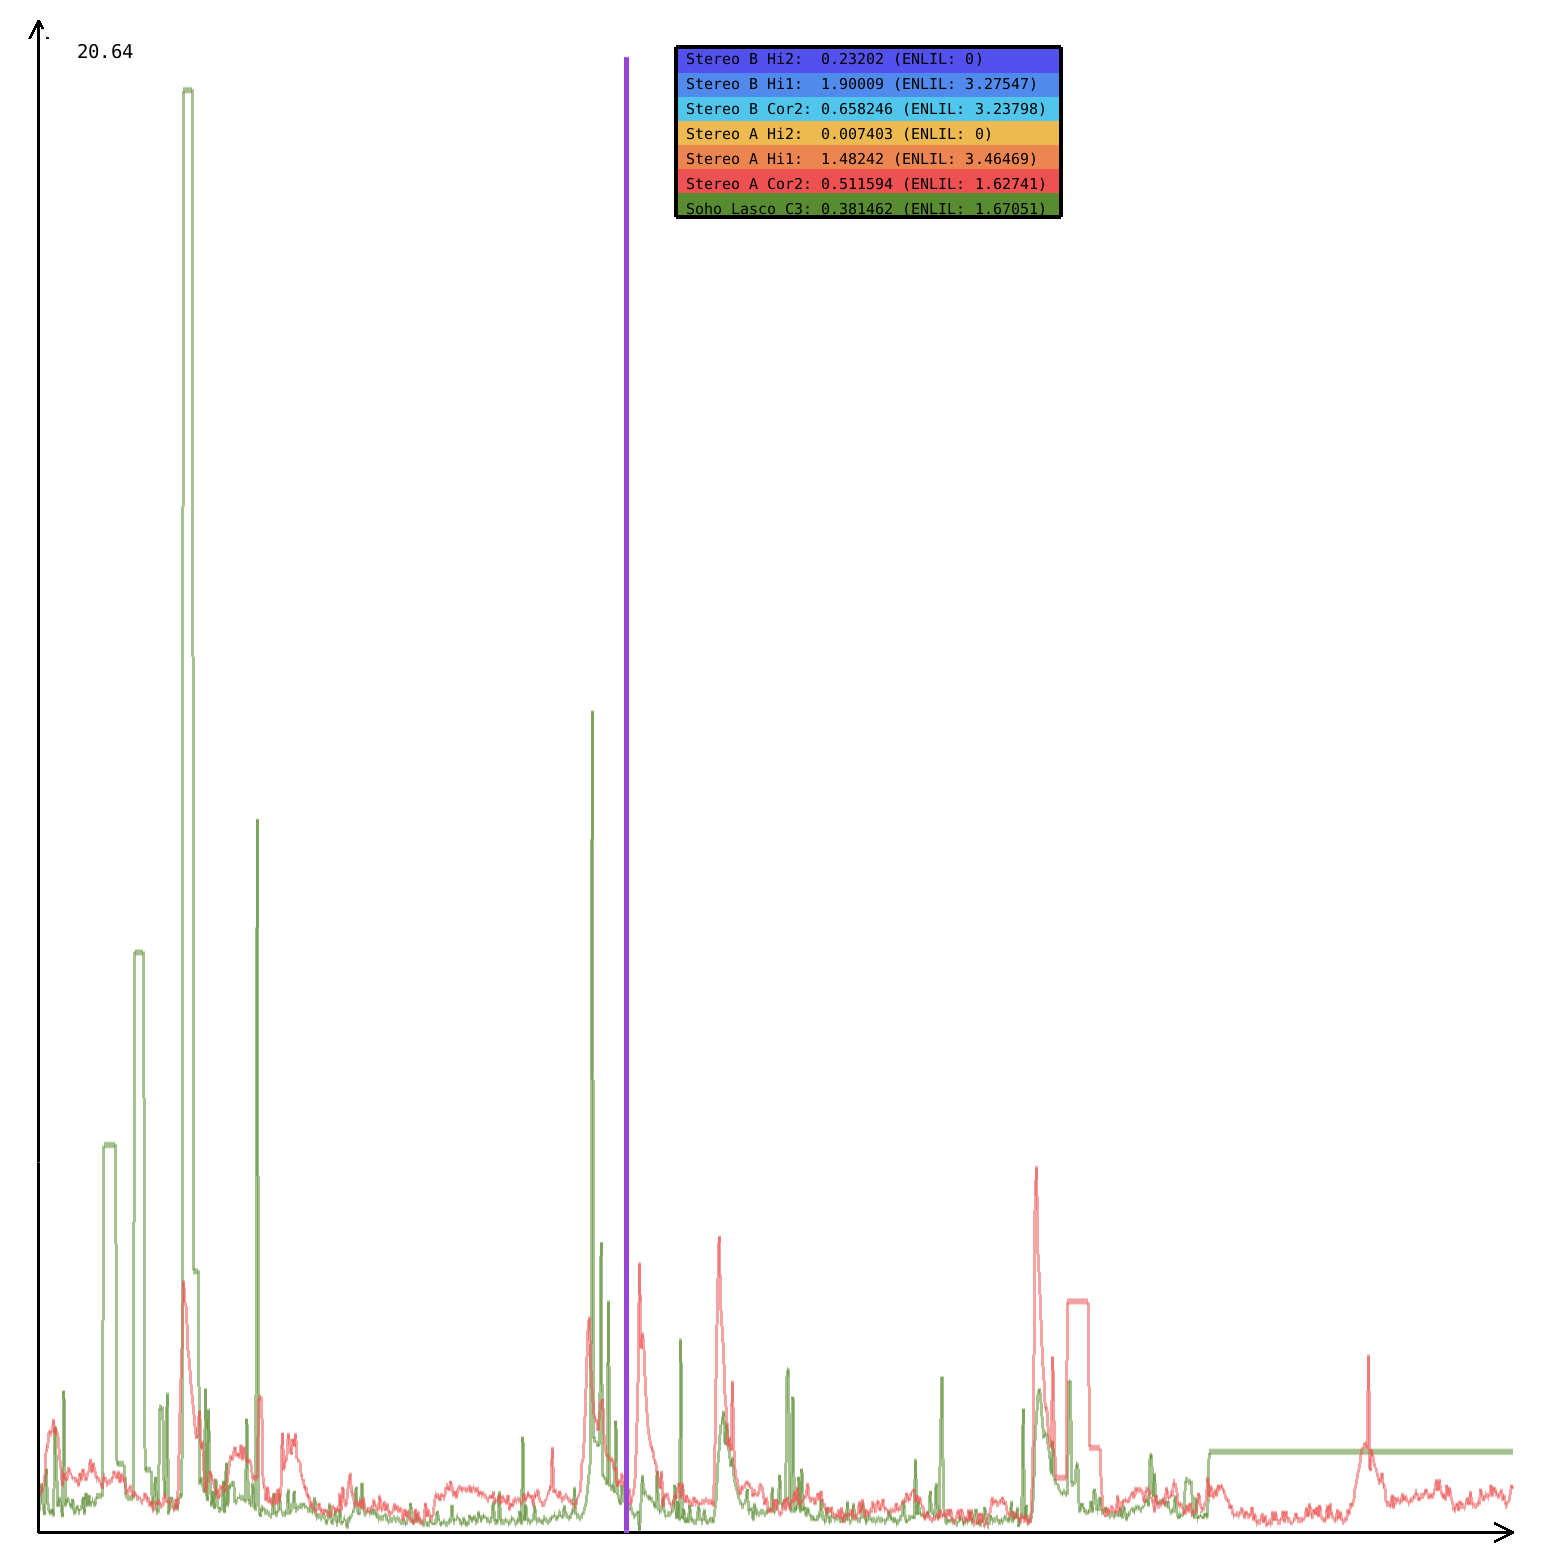 20.64
Stereo B Hi2: 0.23202 (ENLIL: 0)
Stereo B Hi1: 1.90009 (ENLIL: 3.27547)
Stereo B Cor2: 0.658246 (ENLIL: 3.23798)
Stereo A Hi2: 0.007403 (ENLIL: 0)
Stereo A Hi1: 1.48242 (ENLIL: 3.46469)
Stereo A Cor2: 0.511594 (ENLIL: 1.62741)
Soho Lasco C3: 0.381462 (ENLIL: 1.67051)